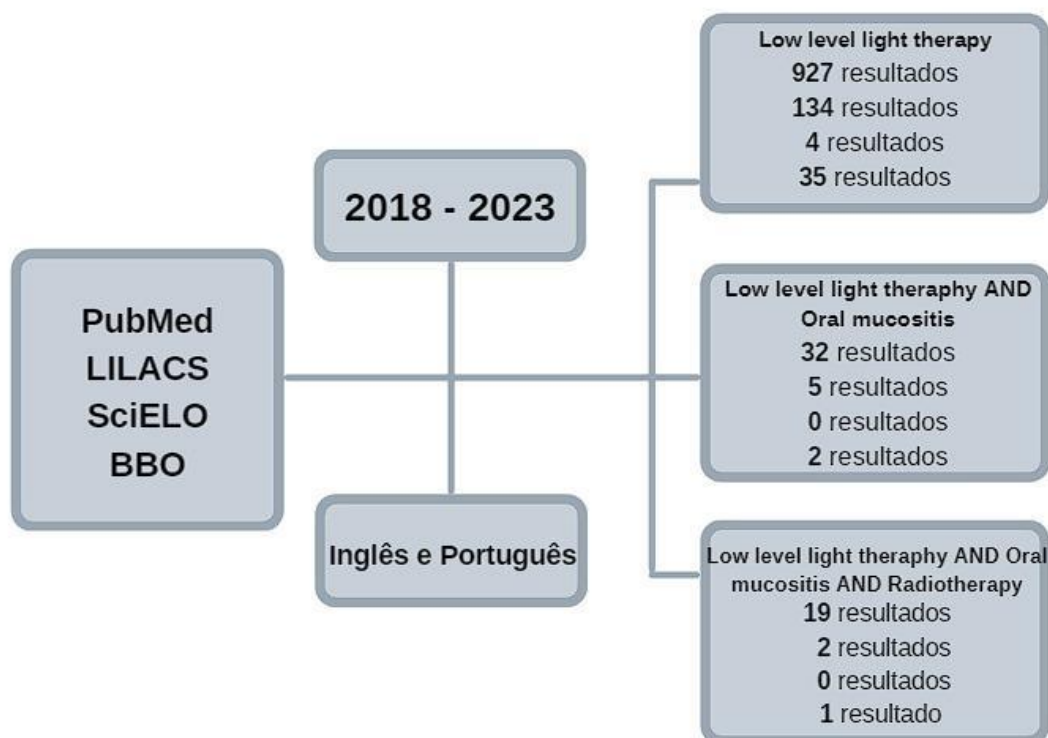 PubMed
LILACS
SciELO
BBO
2018 - 2023
Inglês e Português
Low level light therapy
927 resultados
134 resultados
4 resultados
35 resultados
Low level light theraphy AND
Oral mucositis
32 resultados
5 resultados
0 resultados
2 resultados
Low level light theraphy AND Oral
mucositis AND Radiotherapy
19 resultados
2 resultados
0 resultados
1 resultado